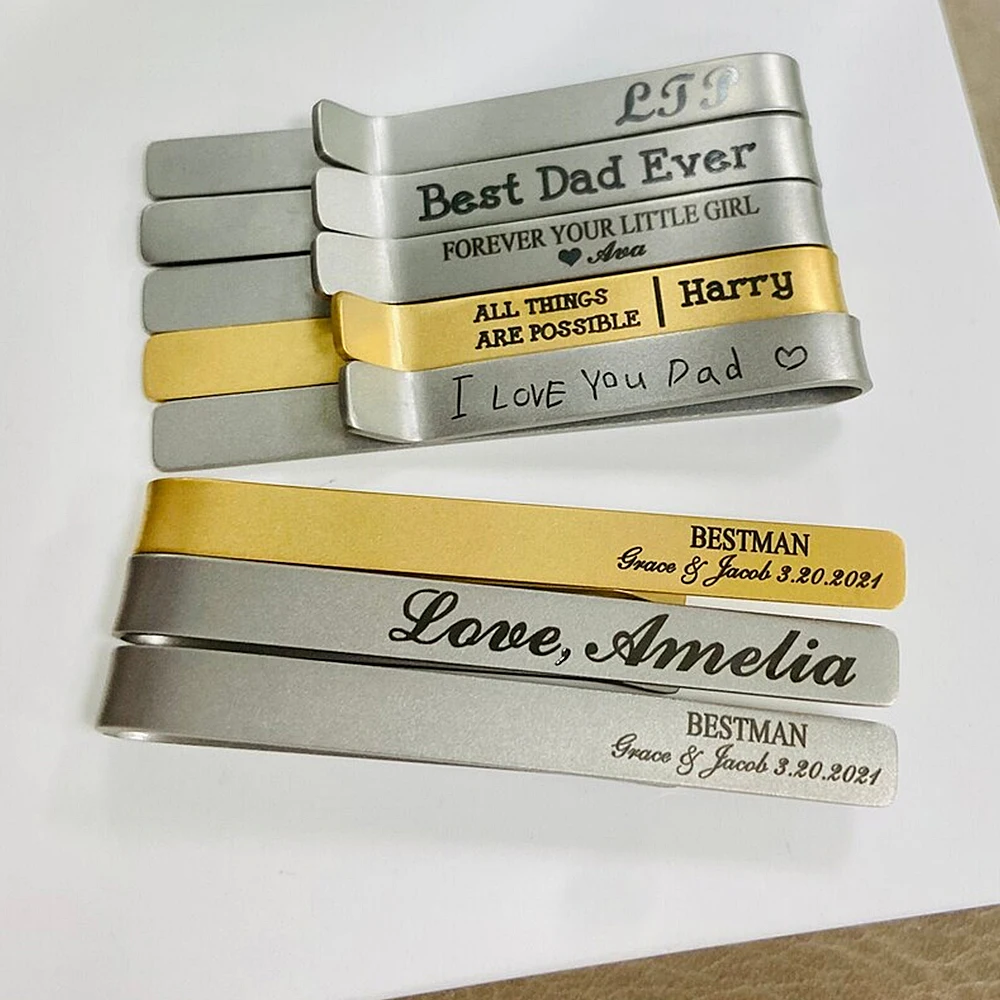 LTP
Best Dad Ever
FOREVER YOUR LITTLE GIRL
♥ Ava
ALL THINGS
ARE POSSIBLE | Harry
I LOVE You Dad ♡
BESTMAN
Grace & Jacob 3.20.2021
Love, Amelia
BESTMAN
Grace & Jacob 3.20.2021